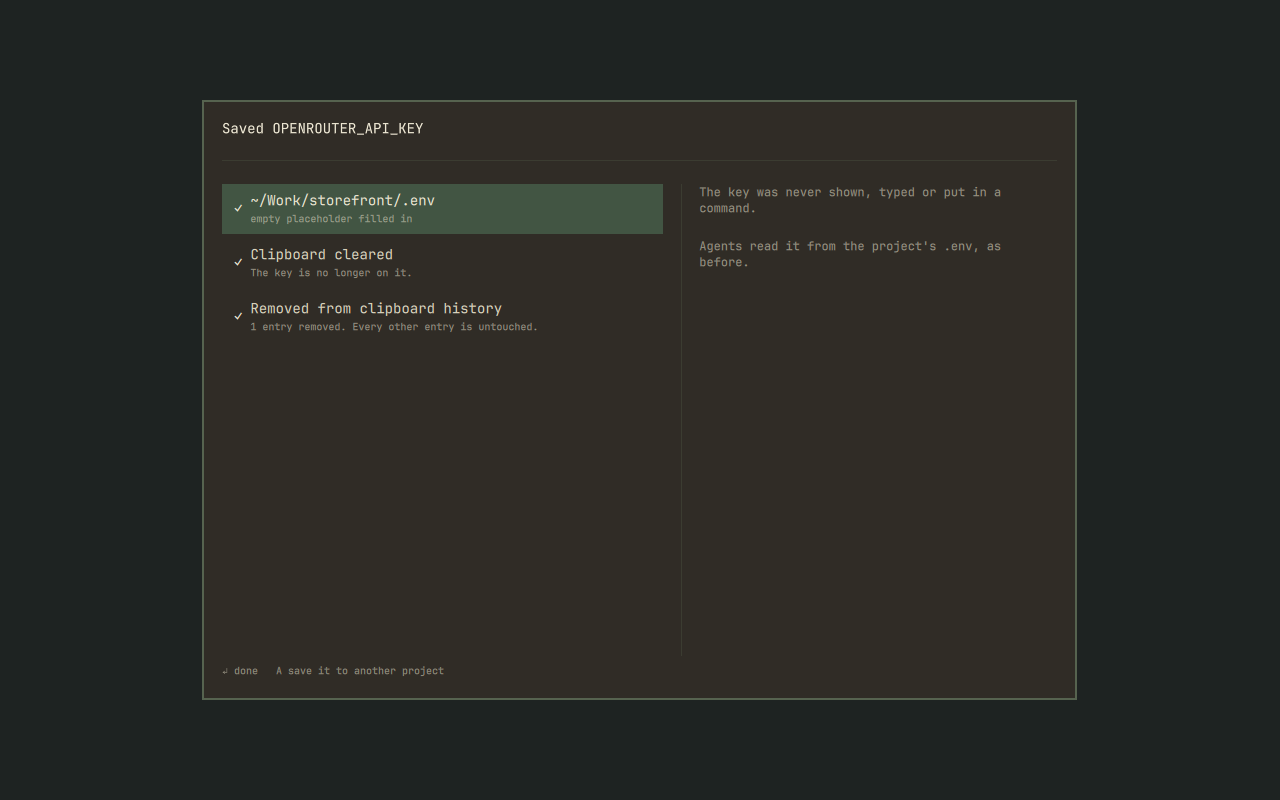 Saved OPENROUTER_API_KEY
✓ ~/Work/storefront/.env
empty placeholder filled in
✓ Clipboard cleared
The key is no longer on it.
✓ Removed from clipboard history
1 entry removed. Every other entry is untouched.
The key was never shown, typed or put in a
command.
Agents read it from the project's .env, as
before.
⏎ done A save it to another project